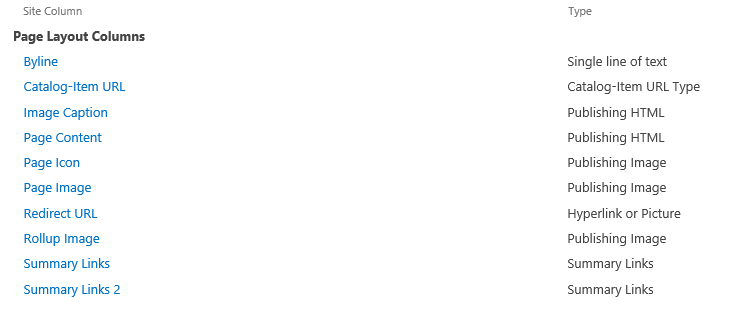 Site Column Type
Page Layout Columns
Byline Single line of text
Catalog-Item URL Catalog-Item URL Type
Image Caption Publishing HTML
Page Content Publishing HTML
Page Icon Publishing Image
Page Image Publishing Image
Redirect URL Hyperlink or Picture
Rollup Image Publishing Image
Summary Links Summary Links
Summary Links 2 Summary Links